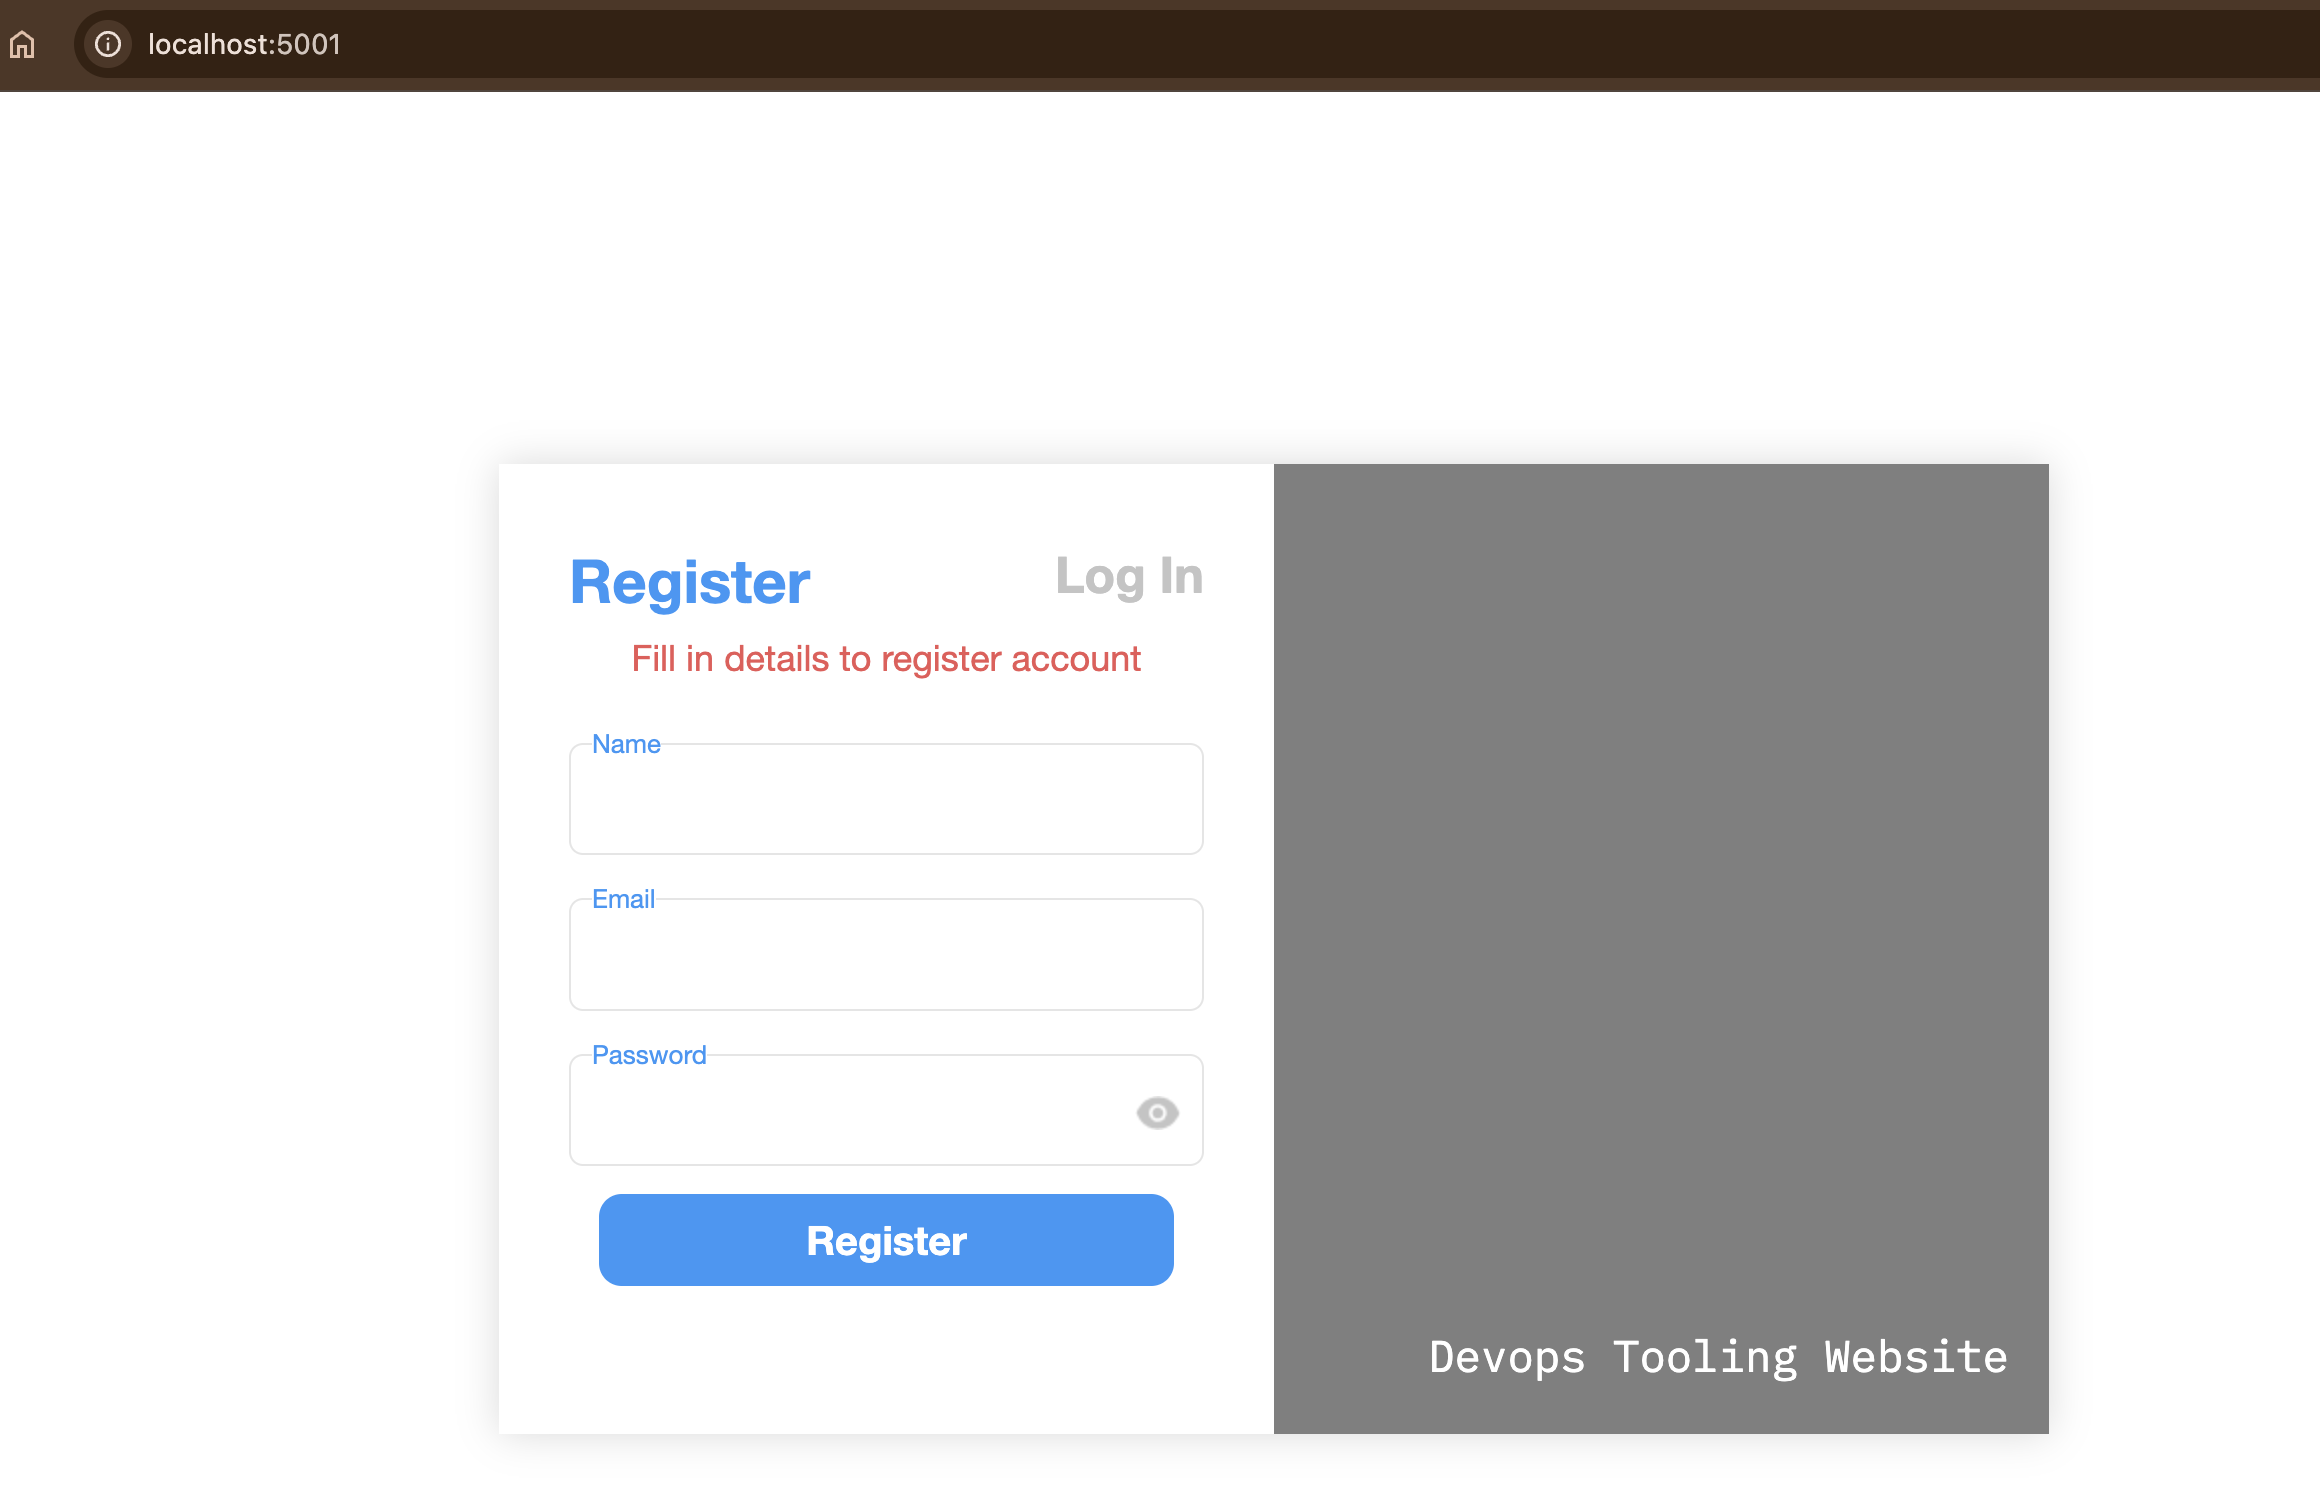 localhost:5001
Register
Log In
Fill in details to register account
Name
Email
Password
Register
Devops Tooling Website